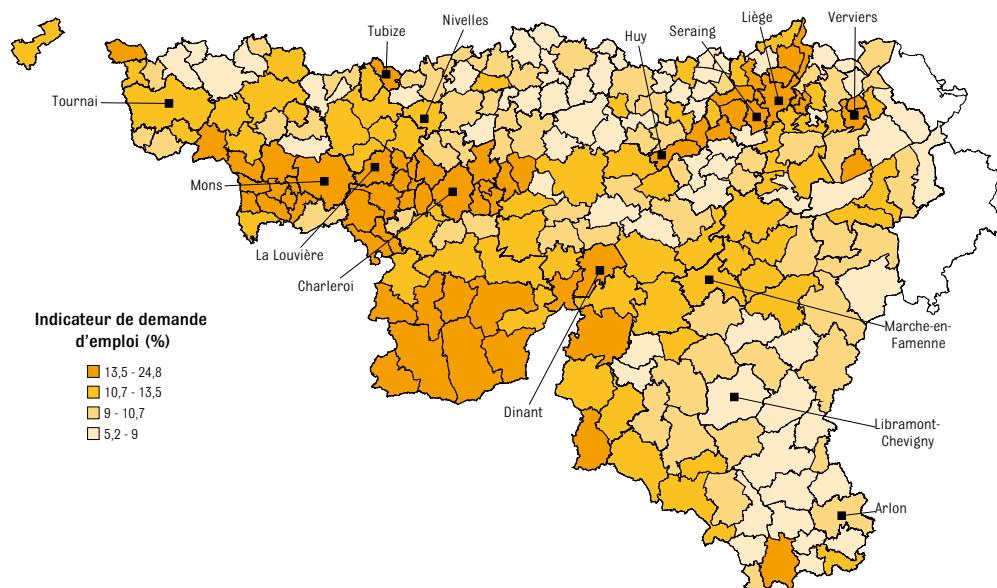 Nivelles
Liège
Verviers
Tubize
Seraing
Huy
Tournai
Mons
La Louvière
Charleroi
Indicateur de demande
d'emploi (%)
13,5 - 24,8
10,7 - 13,5
9 - 10,7
5,2 - 9
Marche-en-
Famenne
Dinant
Libramont-
Chevigny
Arlon